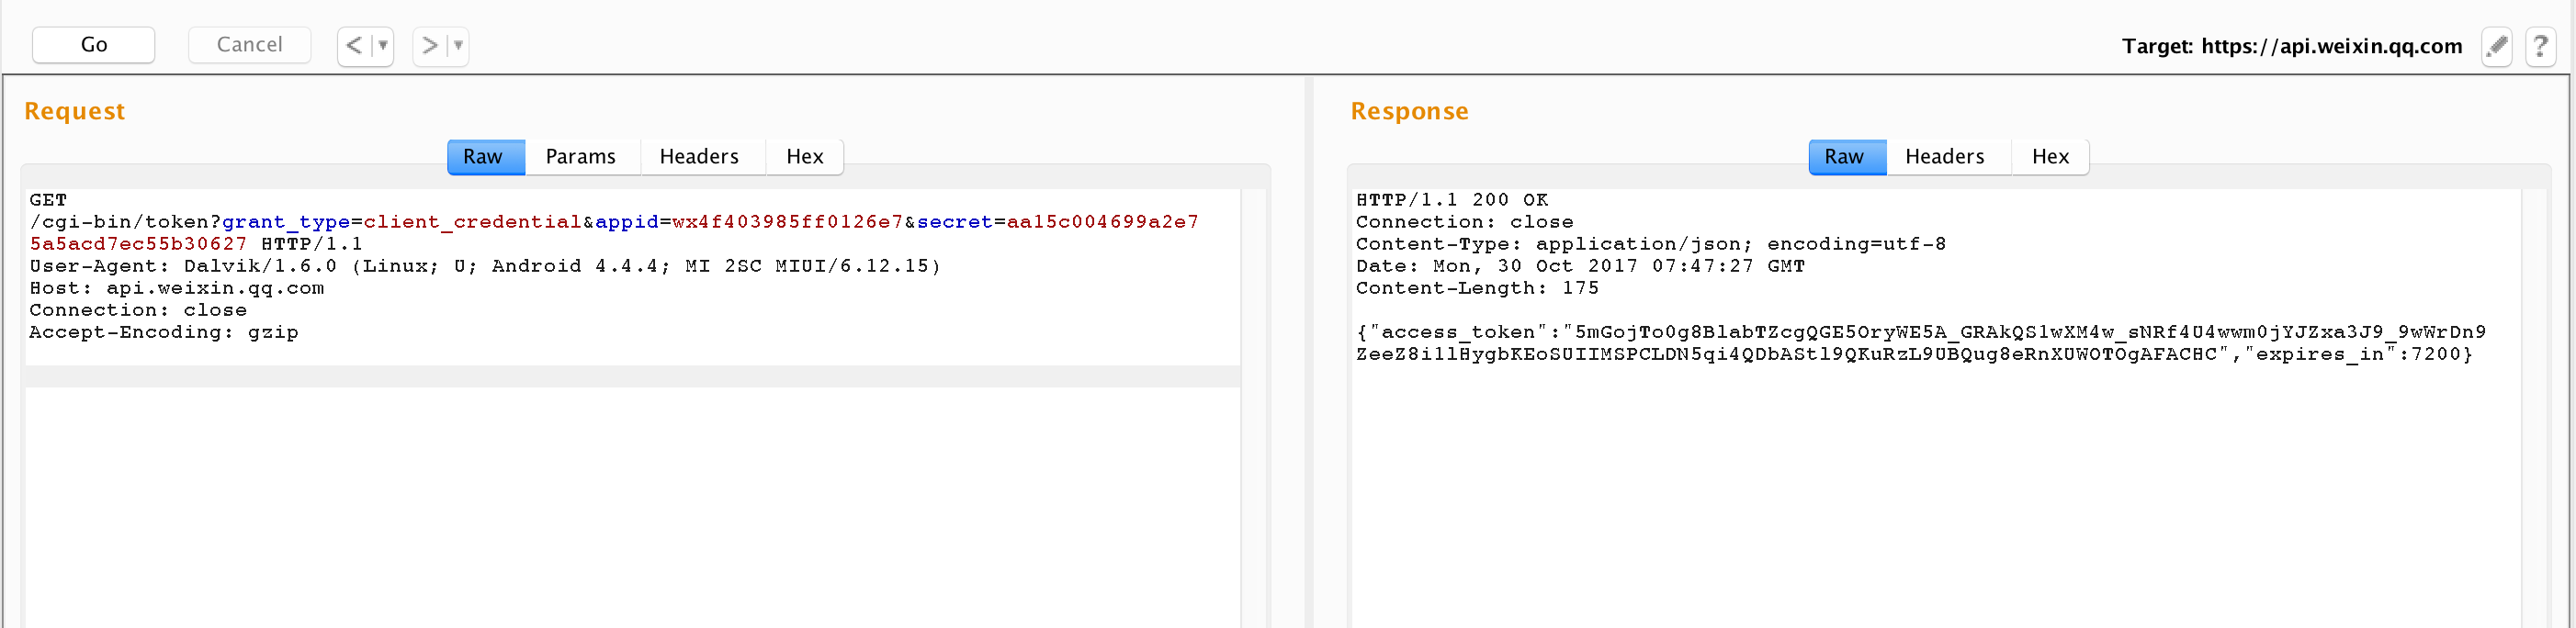 Go
Cancel
<
>
Target: https://api.weixin.qq.com
?
Request
Raw
Params
Headers
Hex
GET
/cgi-bin/token?grant_type=client_credential&appid=wx4f403985ff0126e7&secret=aa15c004699a2e7
5a5acd7ec55b30627 HTTP/1.1
User-Agent: Dalvik/1.6.0 (Linux; U; Android 4.4.4; MI 2SC MIUI/6.12.15)
Host: api.weixin.qq.com
Connection: close
Accept-Encoding: gzip
Response
Raw
Headers
Hex
HTTP/1.1 200 OK
Connection: close
Content-Type: application/json; encoding=utf-8
Date: Mon, 30 Oct 2017 07:47:27 GMT
Content-Length: 175
{"access_token":"5mGojTo0g8BlabTZcgQGE5OryWE5A_GRAkQS1wXM4w_sNRf4U4wwm0jYJZxa3J9_9wWrDn9
ZeeZ8i1lHygbKEoSUIIMSPCLDN5qi4QDbAStl9QKuRzL9UBQug8eRnXUWOTOgAFACHC","expires_in":7200}